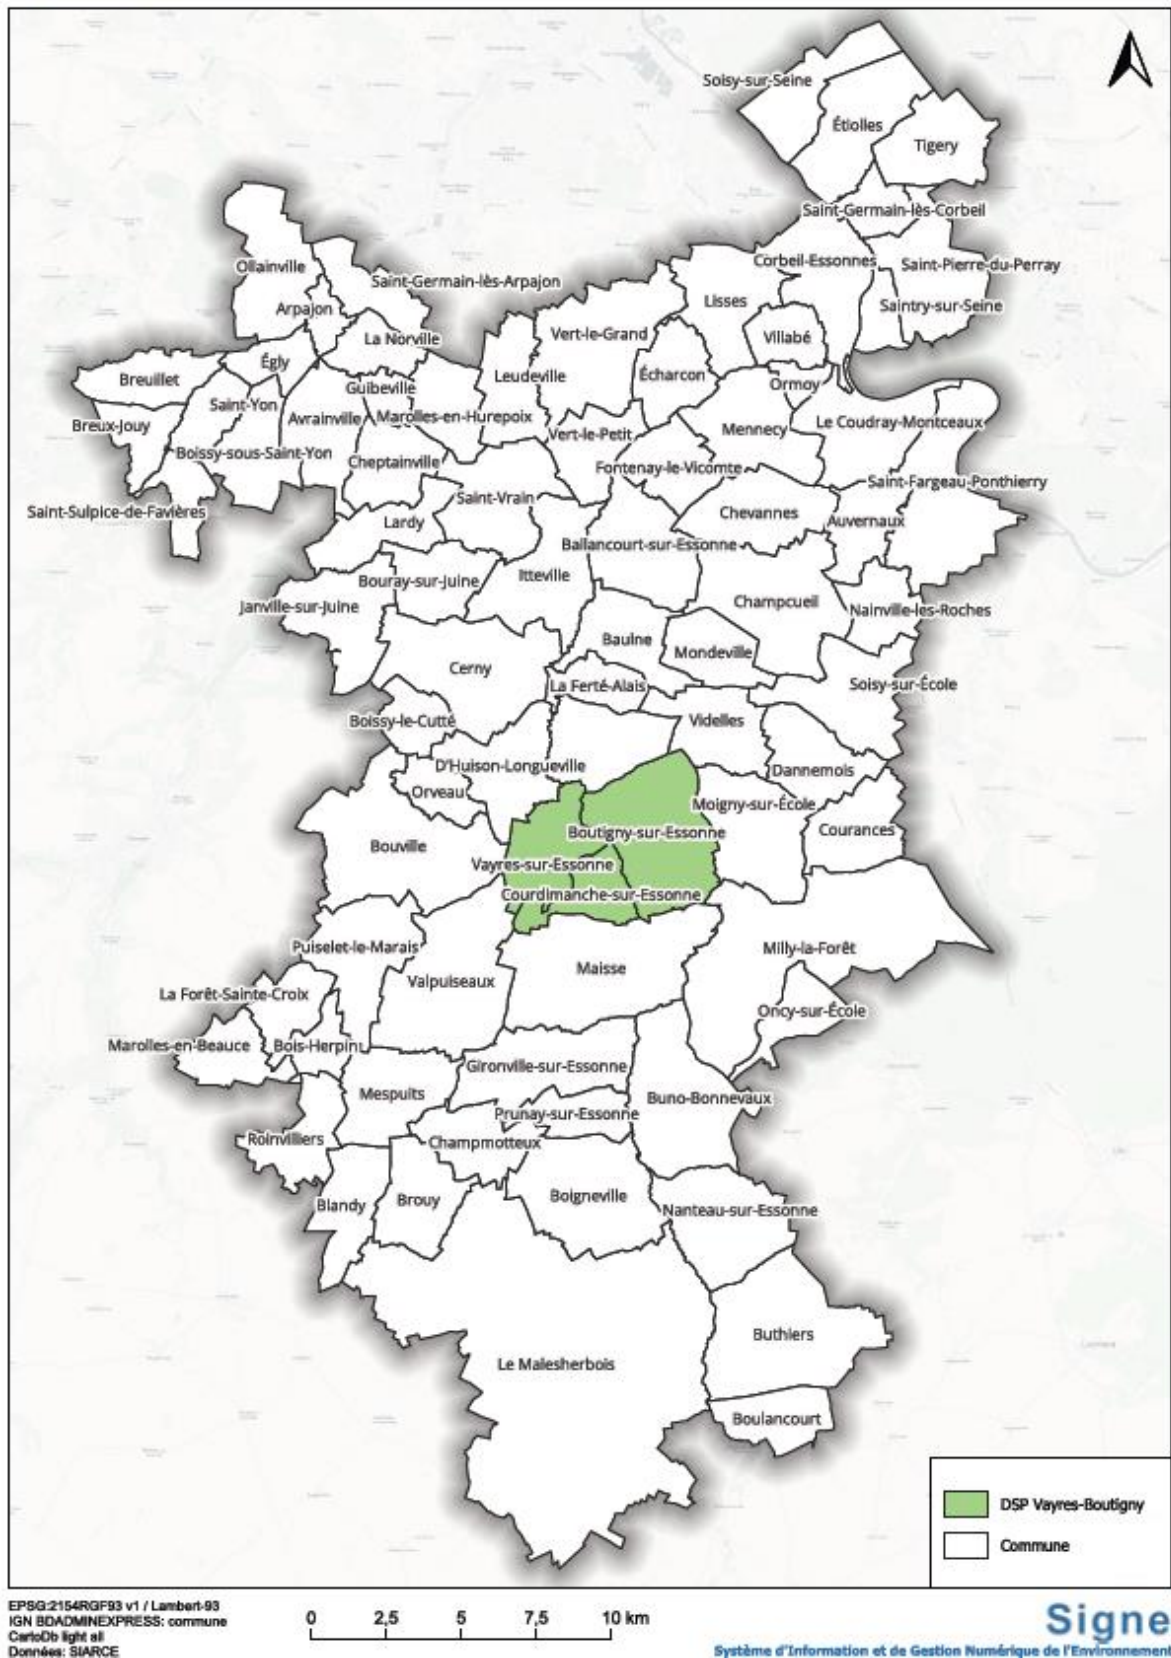 Soisy-sur-Seine
Étiolles
Tigery
Saint-Germain-lès-Corbeil
Corbeil-Essonnes
Saint-Pierre-du-Perray
Ollainville
Saint-Germain-lès-Arpajon
Lisses
Saintry-sur-Seine
Arpajon
Vert-le-Grand
Villabé
La Norville
Égly
Breuillet
Leudeville
Écharcon
Guibeville
Ormoy
Saint-Yon
Avrainville
Marolles-en-Hurepoix
Breux-Jouy
Le Coudray-Montceaux
Vert-le-Petit
Mennecy
Boissy-sous-Saint-Yon
Cheptainville
Fontenay-le-Vicomte
Saint-Fargeau-Ponthierry
Saint-Vrain
Saint-Sulpice-de-Favières
Chevannes
Lardy
Auvernaux
Ballancourt-sur-Essonne
Bouray-sur-Juine
Itteville
Janville-sur-Juine
Champcueil
Nainville-les-Roches
Baulne
Mondeville
Cerny
La Ferté-Alais
Soisy-sur-École
Boissy-le-Cutté
Videlles
D'Huison-Longueville
Dannemois
Orveau
Moigny-sur-École
Boutigny-sur-Essonne
Courances
Bouville
Vayres-sur-Essonne
Courdimanche-sur-Essonne
Puiselet-le-Marais
Milly-la-Forêt
Maisse
Valpuiseaux
La Forêt-Sainte-Croix
Oncy-sur-École
Marolles-en-Beauce
Bois-Herpin
Gironville-sur-Essonne
Mespuits
Buno-Bonnevaux
Prunay-sur-Essonne
Roinvilliers
Champmotteux
Boigneville
Blandy
Brouy
Nanteau-sur-Essonne
Buthiers
Le Malesherbois
Boulancourt
DSP Vayres-Boutigny
Commune
EPSG:2154RGF93 v1 / Lambert-93
IGN BDADMINEXPRESS: commune
CartoDb light all
Données: SIARCE
0 2,5 5 7,5 10 km
Signe
Système d'Information et de Gestion Numérique de l'Environnement